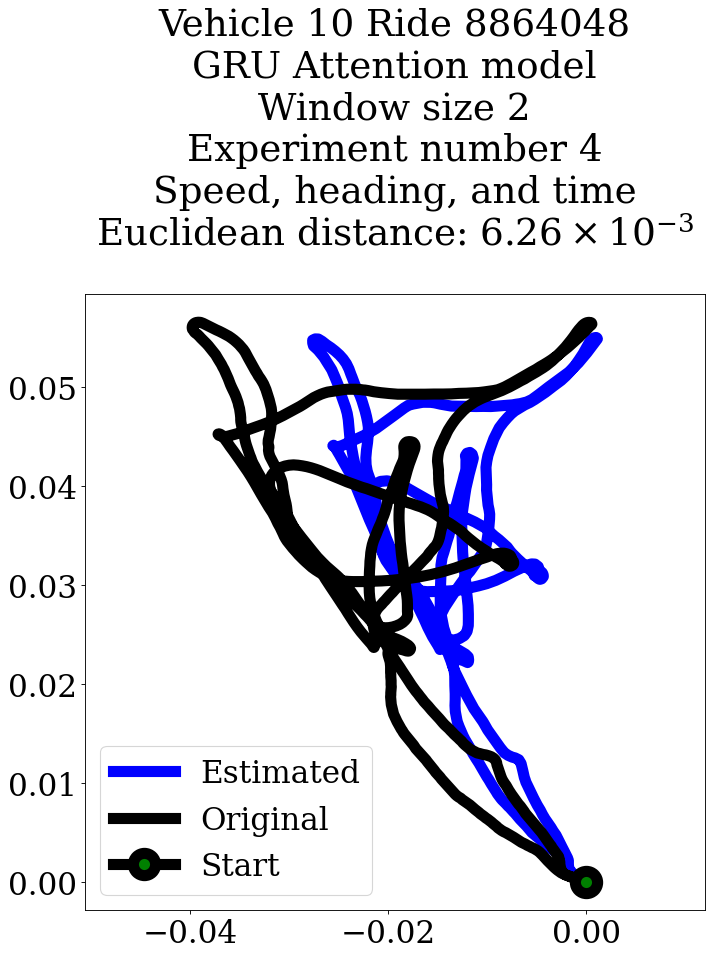 Vehicle 10 Ride 8864048
GRU Attention model
Window size 2
Experiment number 4
Speed, heading, and time
Euclidean distance: 6.26 × 10⁻³
0.05
0.04
0.03
0.02
0.01
0.00
Estimated
Original
Start
−0.04
−0.02
0.00